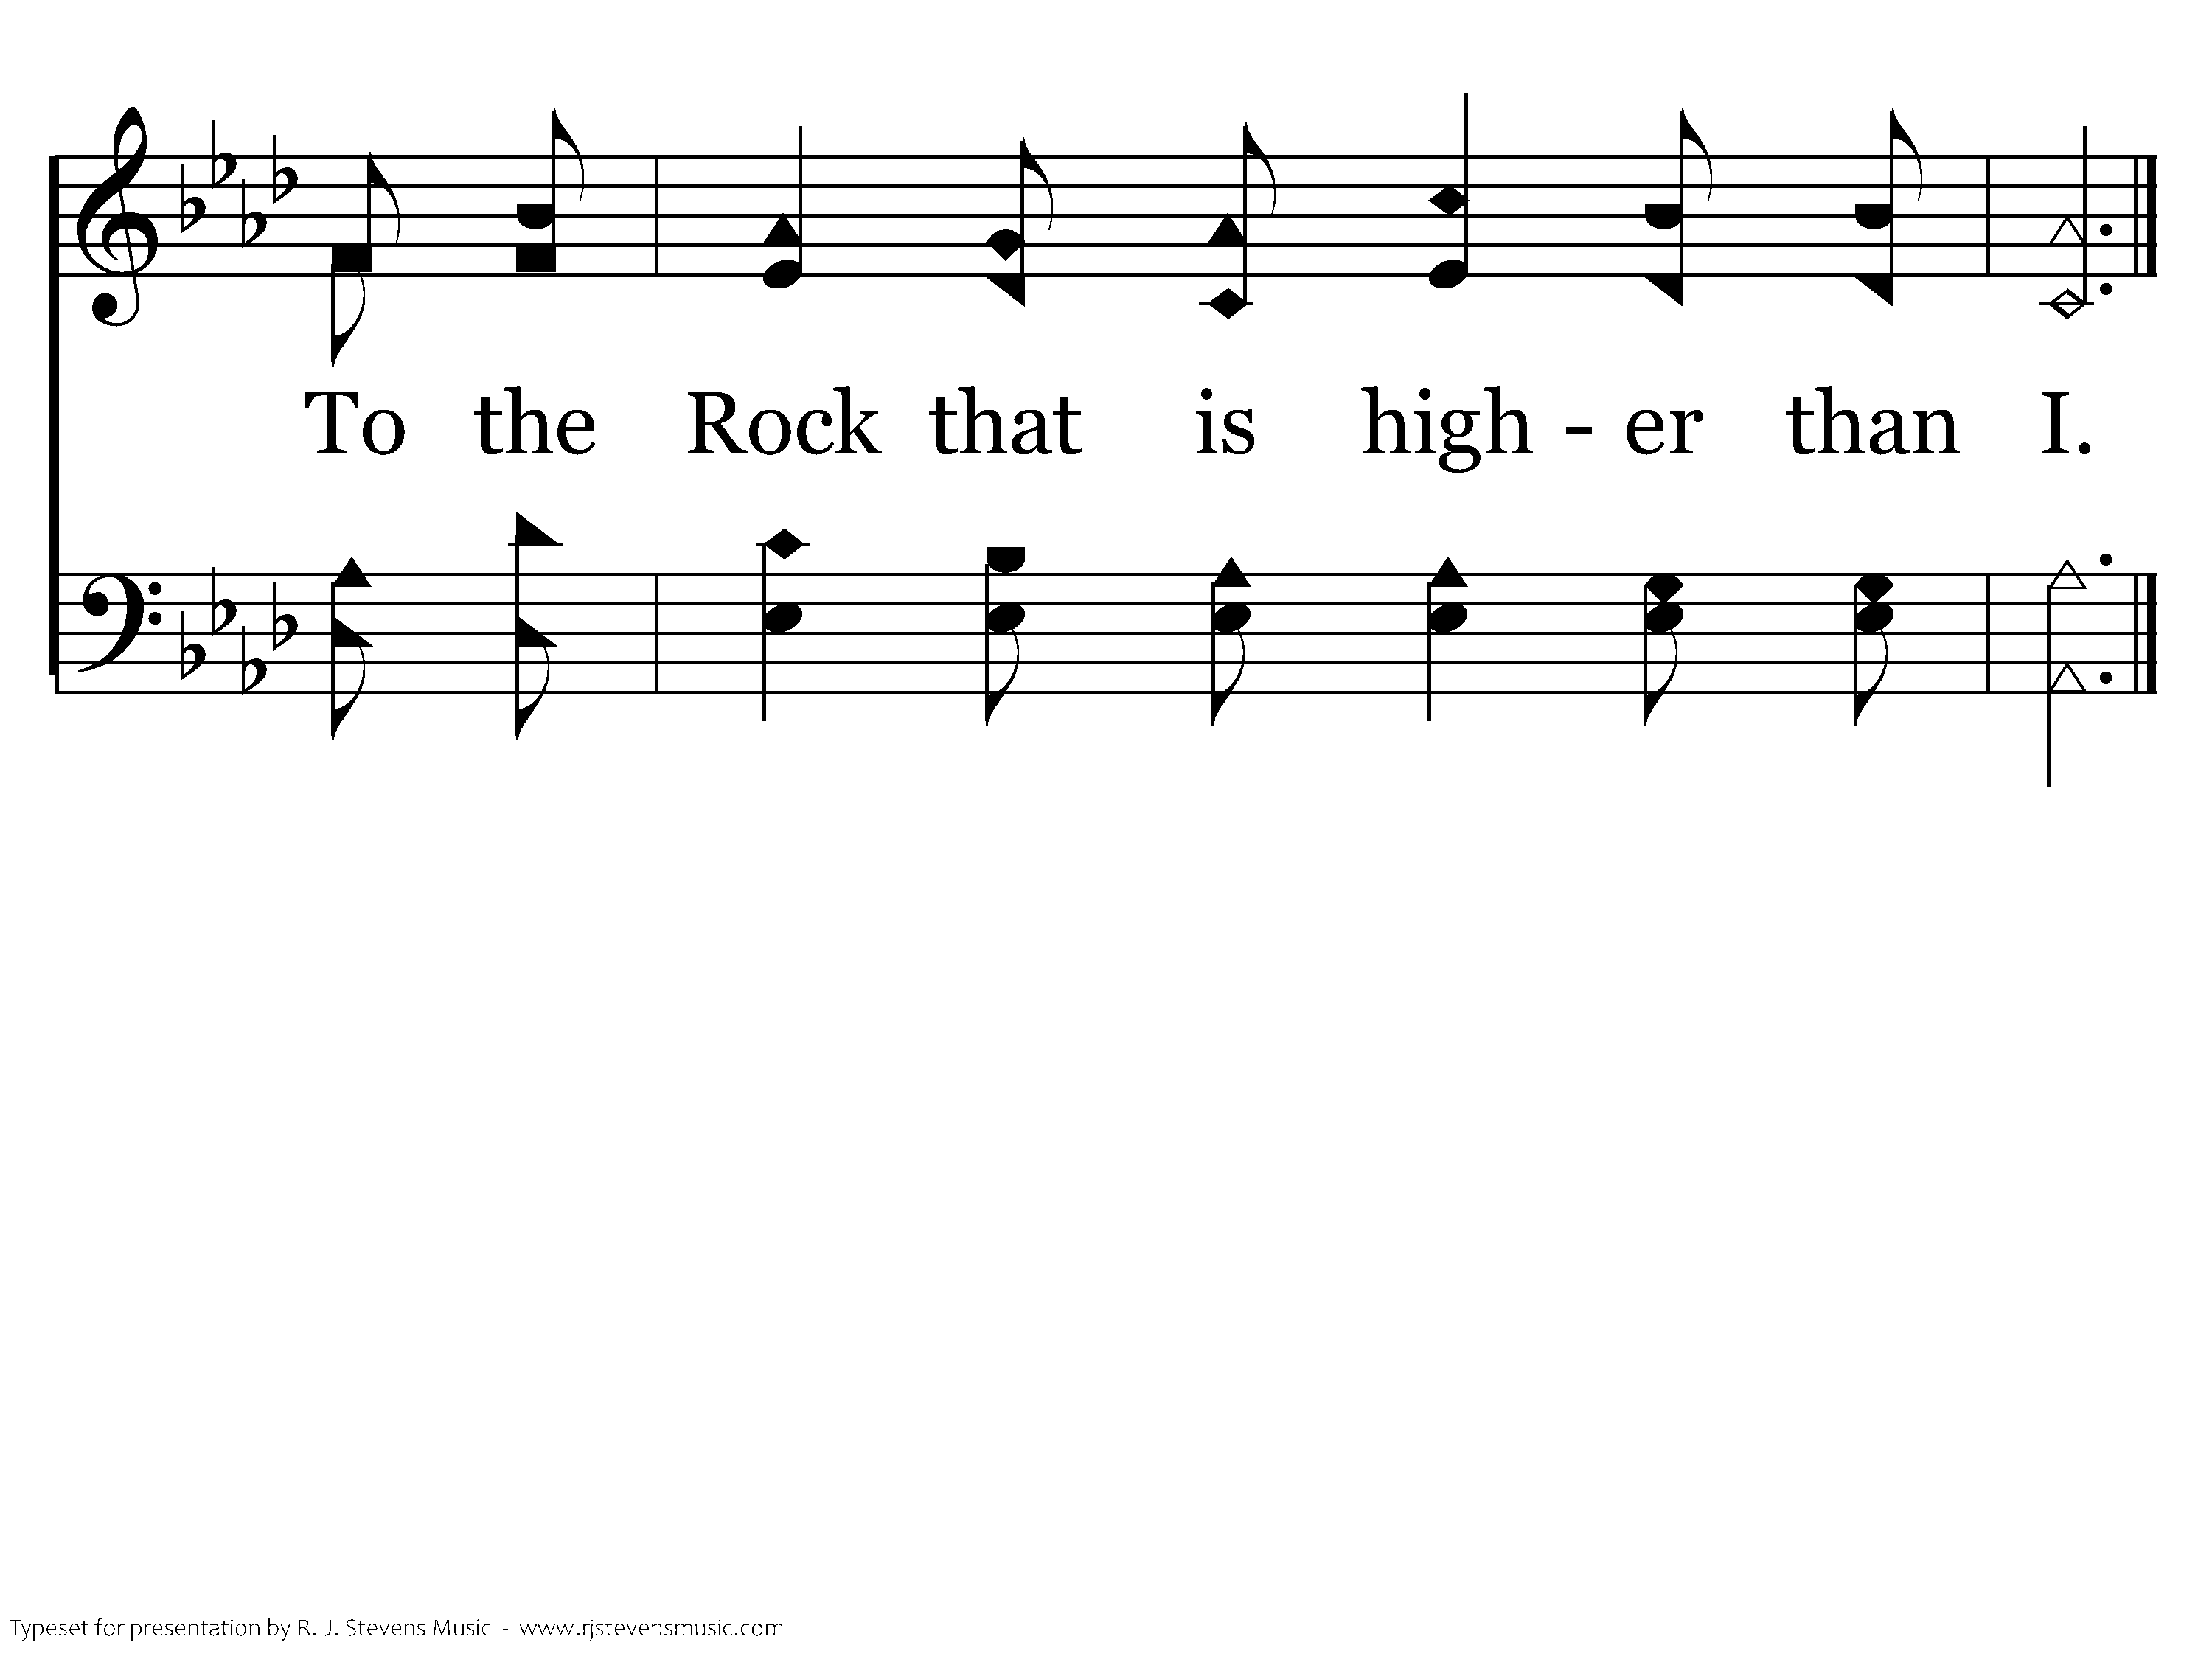 To the Rock that is high - er than I.
Typeset for presentation by R. J. Stevens Music - www.rjstevensmusic.com